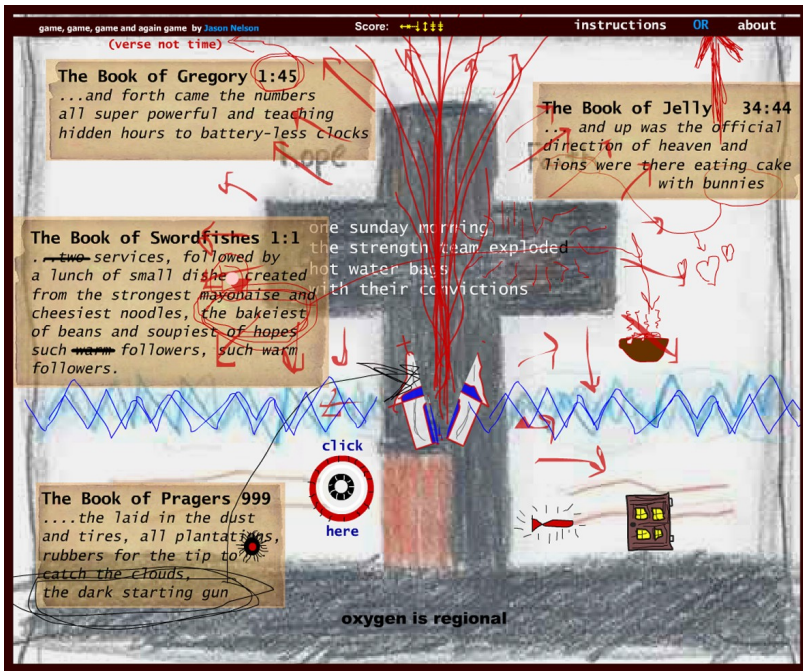 game, game, game and again game by Jason Nelson
Score:
instructions OR about
(verse not time)
The Book of Gregory 1:45
...and forth came the numbers
all super powerful and teaching
hidden hours to battery-less clocks
The Book of Jelly 34:44
... and up was the official
direction of heaven and
lions were there eating cake
with bunnies
hope
The Book of Swordfishes 1:1
...two services, followed by
a lunch of small dishes created
from the strongest mayonaise and
cheesiest noodles, the bakeiest
of beans and soupiest of hopes
such warm followers, such warm
followers.
one sunday morning
the strength team exploded
hot water bags
with their convictions
click
here
The Book of Pragers 999
....the laid in the dust
and tires, all plantations,
rubbers for the tip to
catch the clouds,
the dark starting gun
oxygen is regional